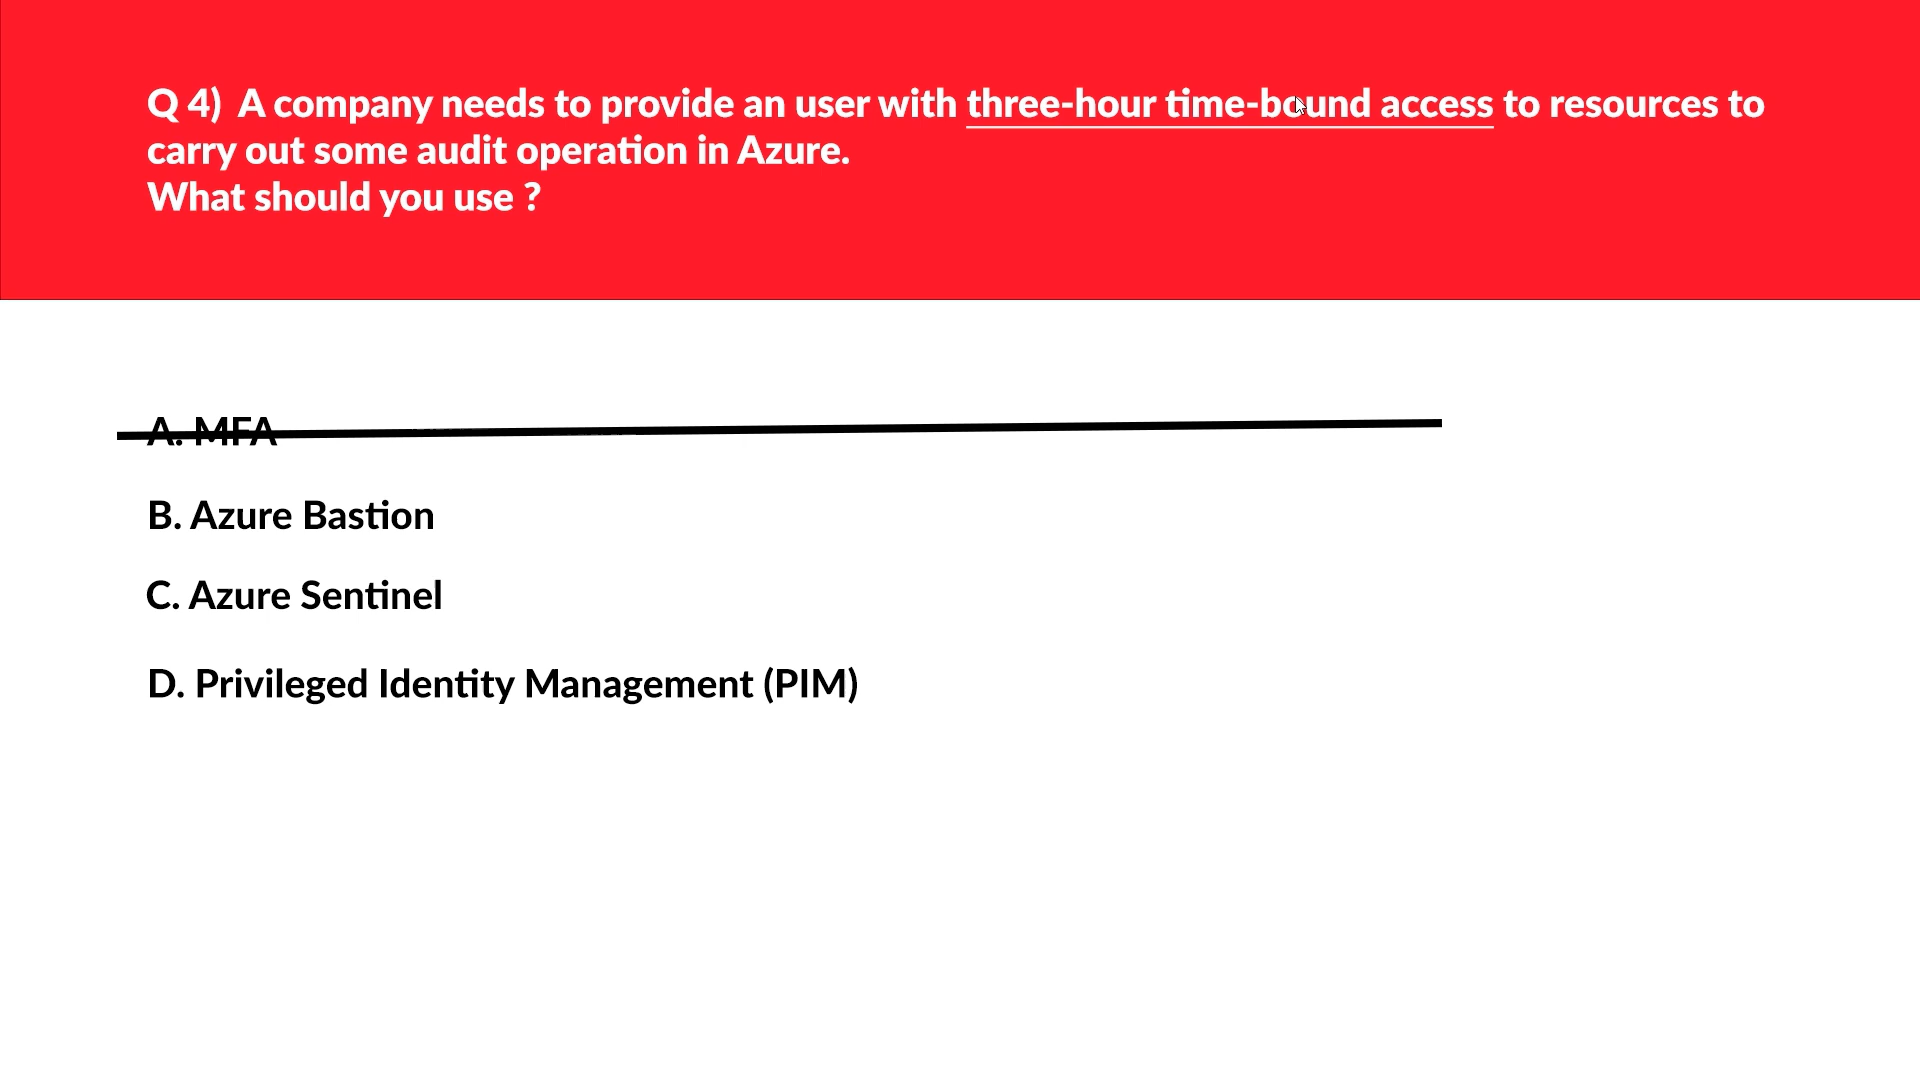 Q 4) A company needs to provide an user with three-hour time-bound access to resources to
carry out some audit operation in Azure.
What should you use ?
A. MFA
B. Azure Bastion
C. Azure Sentinel
D. Privileged Identity Management (PIM)